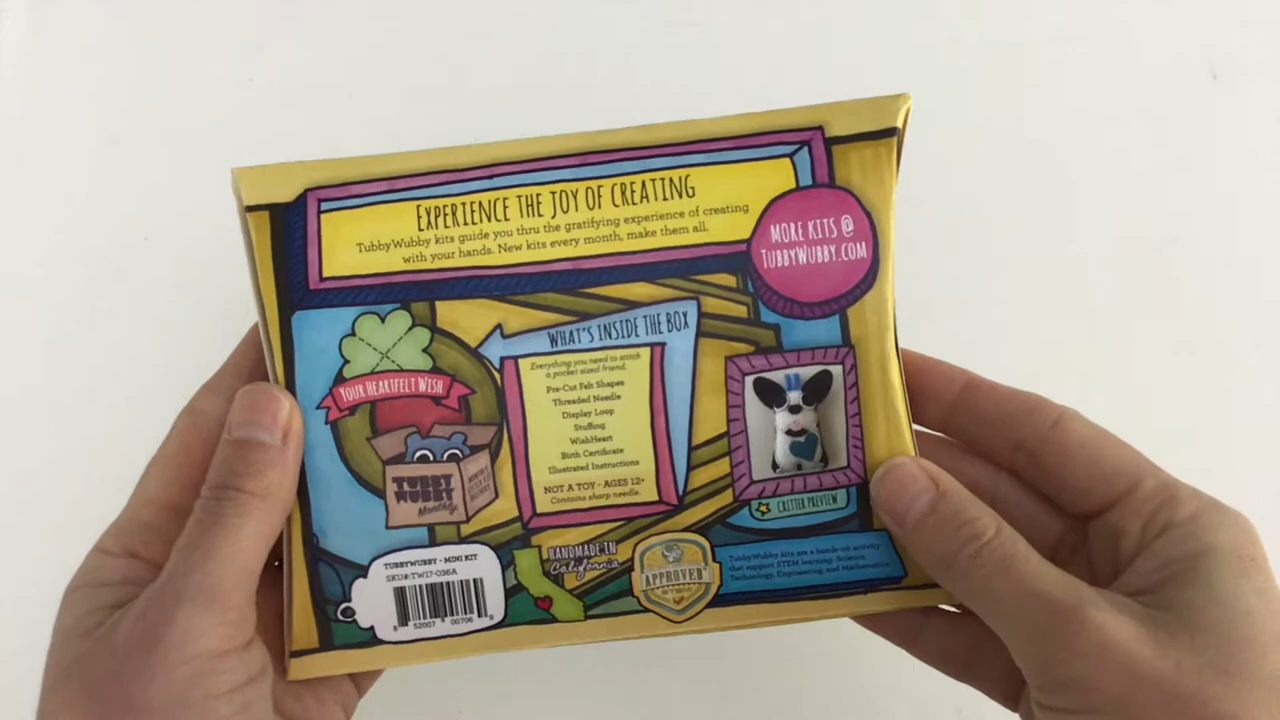 EXPERIENCE THE JOY OF CREATING
TubbyWubby kits guide you thru the gratifying experience of creating
with your hands. New kits every month, make them all.
MORE KITS @
TUBBYWUBBY.COM
YOUR HEARTFELT WISH
TUBBY
WUBBY
Monthly
WHAT'S INSIDE THE BOX
Everything you need to stitch
a pocket sized friend.
Pre-Cut Felt Shapes
Threaded Needle
Display Loop
Stuffing
WishHeart
Birth Certificate
Illustrated Instructions
NOT A TOY - AGES 12+
Contains sharp needle.
CRITTER PREVIEW
TUBBYWUBBY - MINI KIT
SKU#:TW17-036A
8 52007 00706 9
HANDMADE IN
California
APPROVED
TubbyWubby kits are a hands-on activity
that support STEM learning: Science,
Technology, Engineering, and Mathematics.